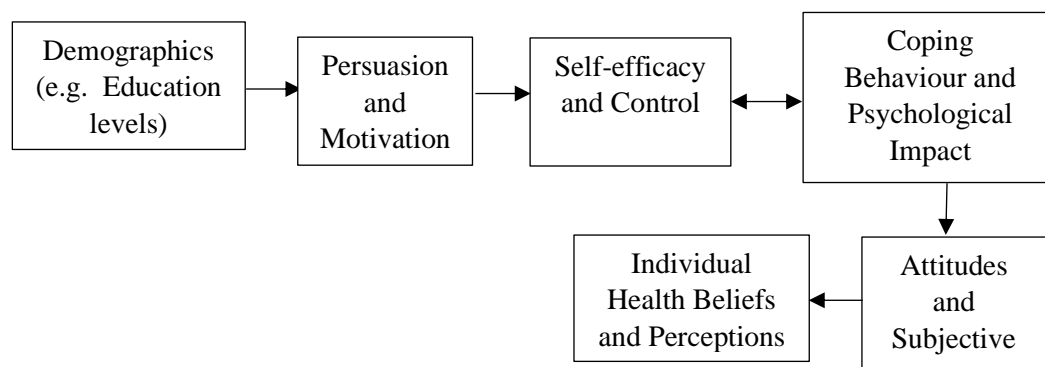 Demographics
(e.g. Education
levels)
Persuasion
and
Motivation
Self-efficacy
and Control
Coping
Behaviour and
Psychological
Impact
Individual
Health Beliefs
and Perceptions
Attitudes
and
Subjective